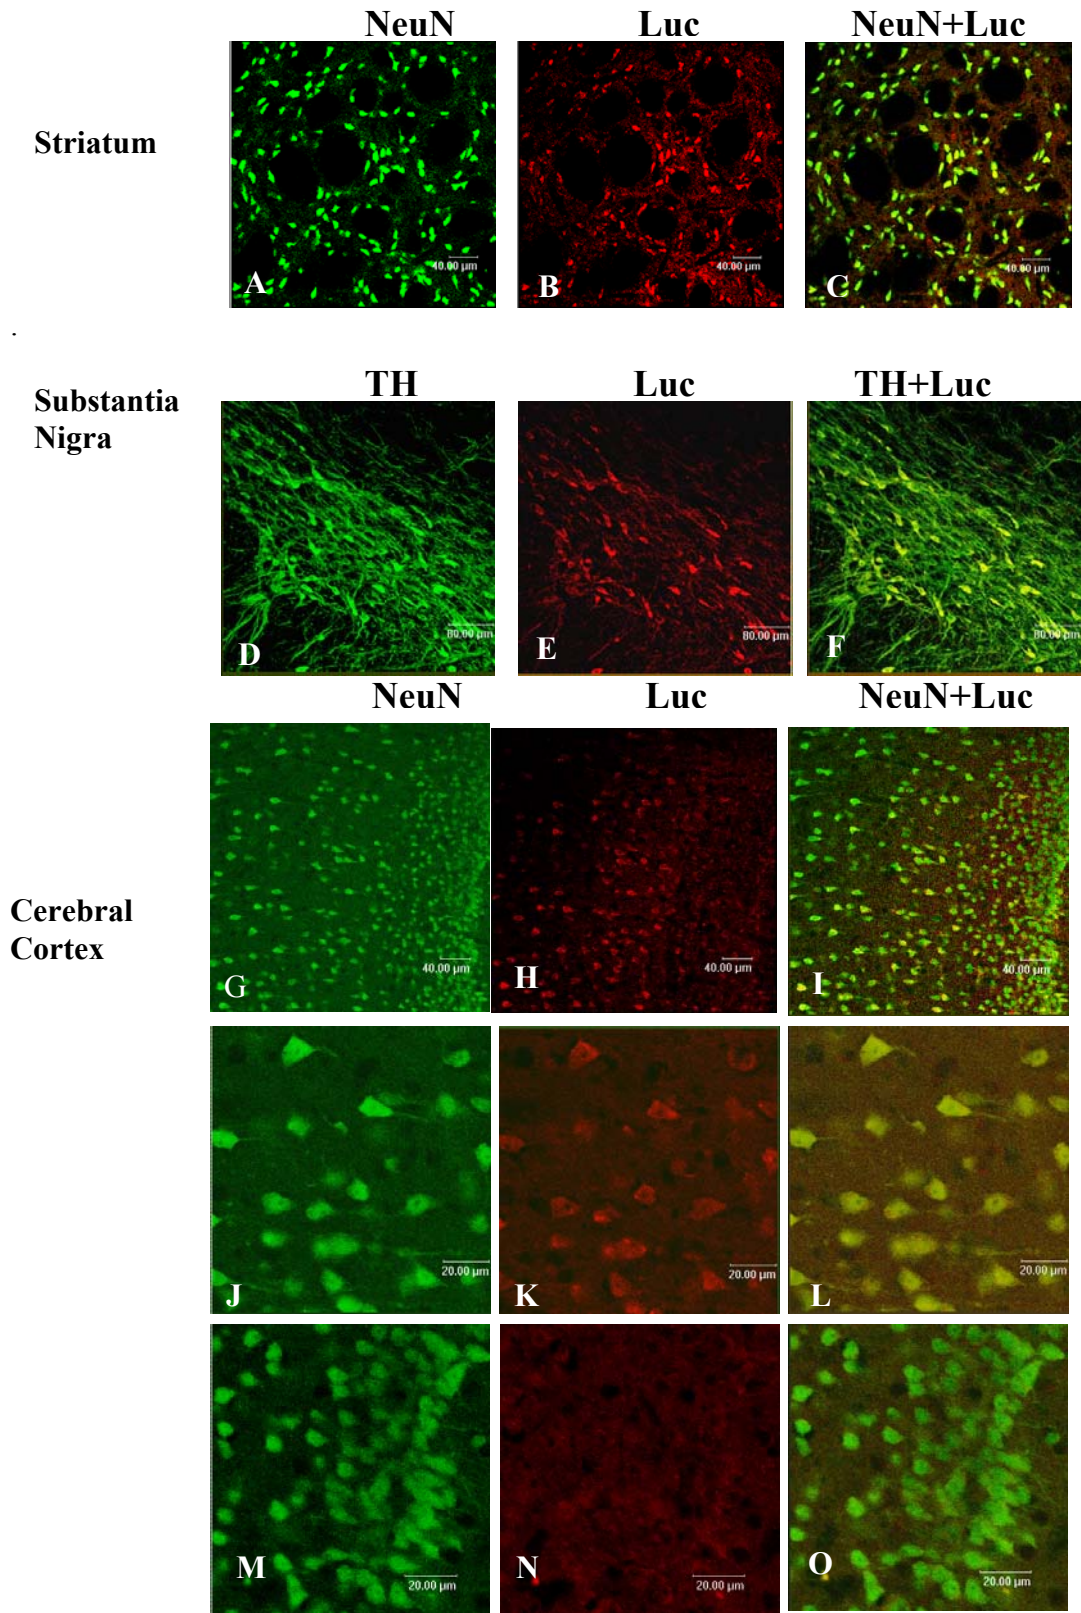 NeuN Luc NeuN+Luc
Striatum
40.00 µm 40.00 µm 40.00 µm
A B C
.
TH Luc TH+Luc
Substantia
Nigra
80.00 µm 80.00 µm 80.00 µm
D E F
NeuN Luc NeuN+Luc
Cerebral
Cortex
40.00 µm 40.00 µm 40.00 µm
G H I
20.00 µm 20.00 µm 20.00 µm
J K L
M N O
20.00 µm 20.00 µm 20.00 µm